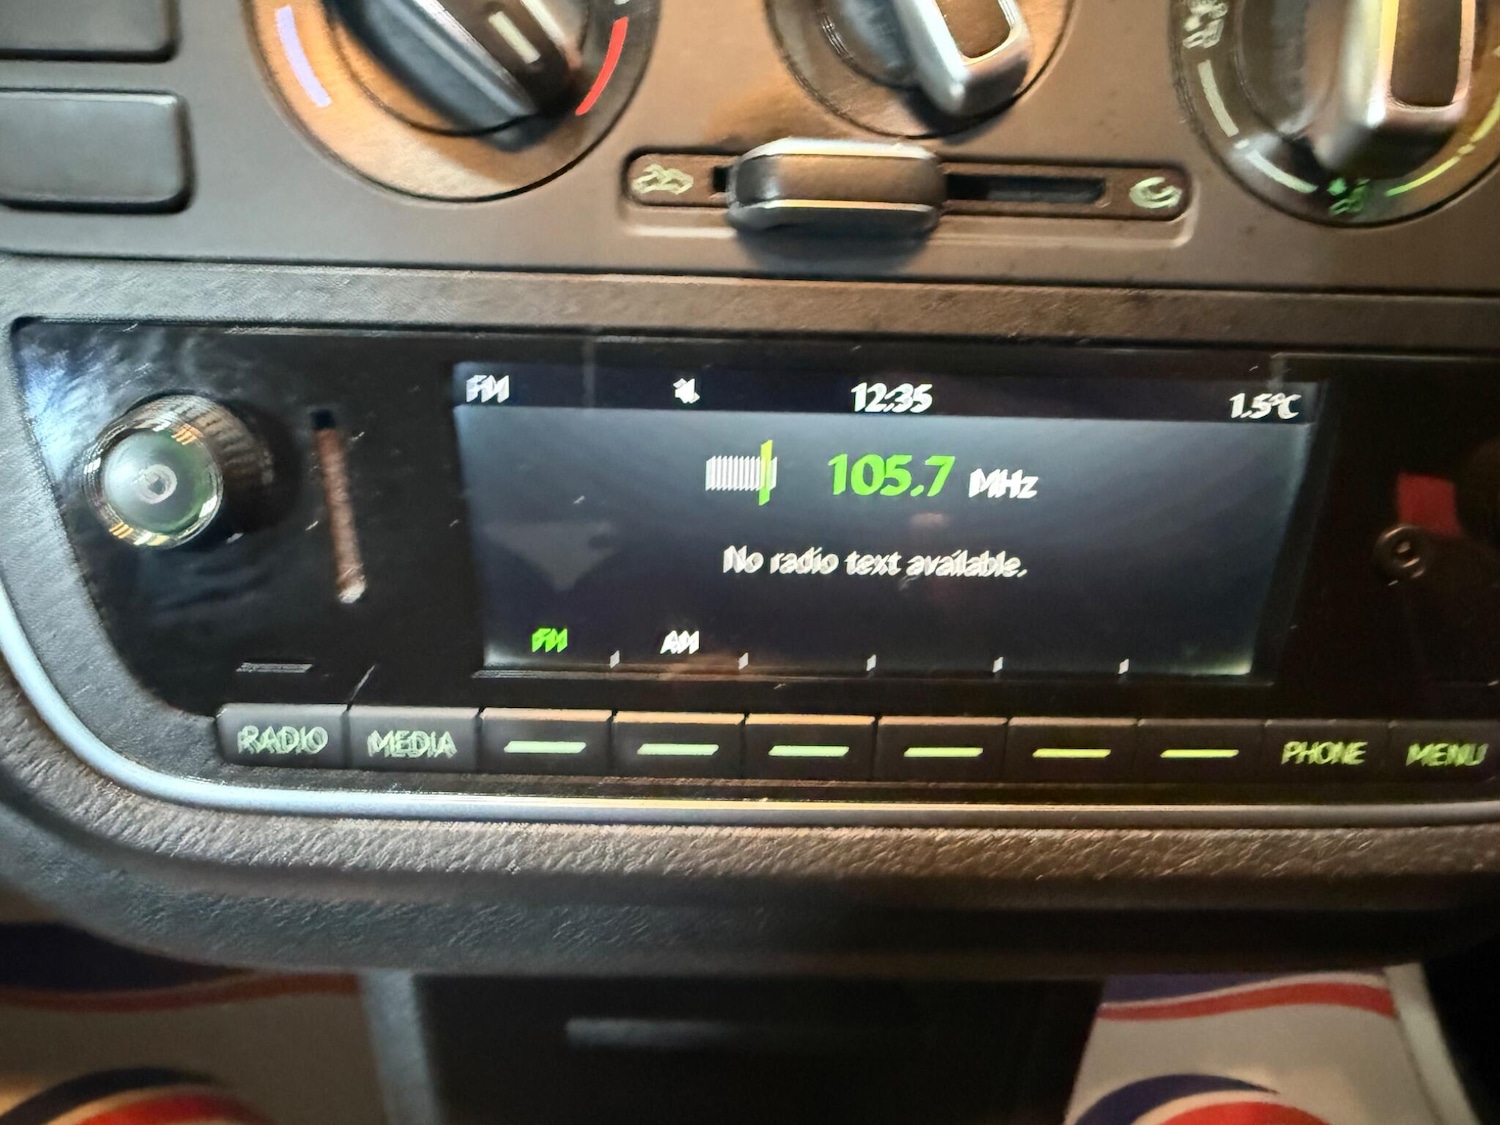 FM 12:35 1.5°C
105.7 MHz
No radio text available.
FM AM
RADIO MEDIA PHONE MENU